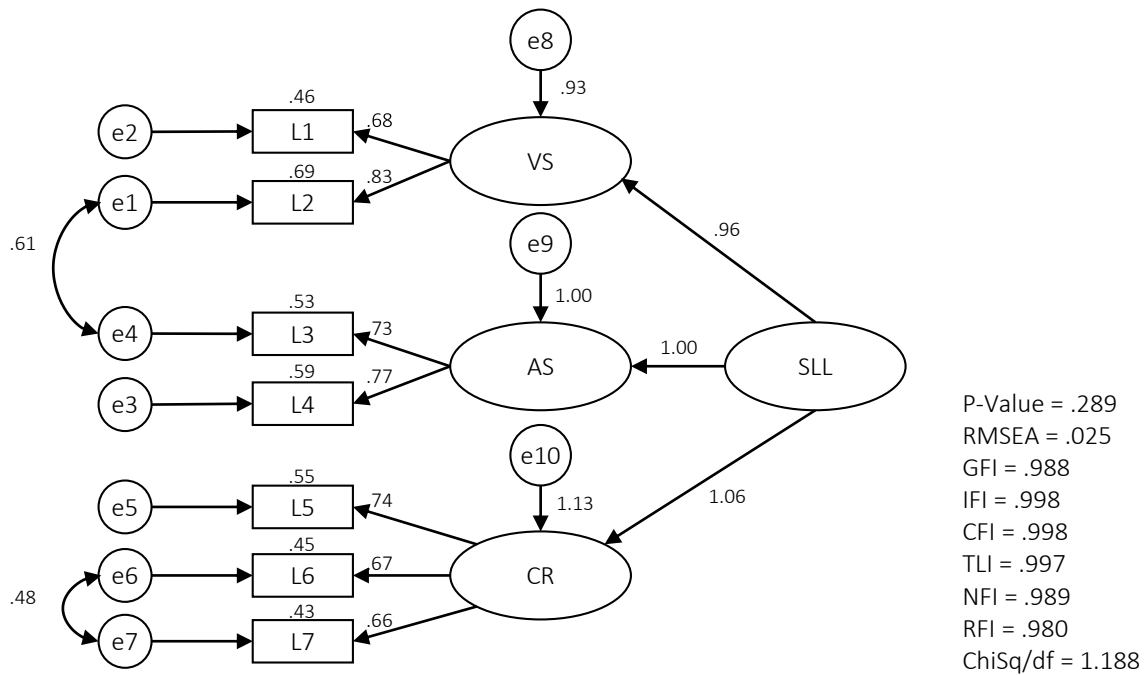 e8
.93
.46
e2
L1
.68
VS
.69
.83
e1
L2
e9
.96
.61
1.00
.53
e4
L3
.73
AS
1.00
SLL
.59
.77
e3
L4
e10
.55
1.13
1.06
e5
L5
.74
.45
e6
L6
.67
CR
.48
.43
.66
e7
L7
P-Value = .289
RMSEA = .025
GFI = .988
IFI = .998
CFI = .998
TLI = .997
NFI = .989
RFI = .980
ChiSq/df = 1.188